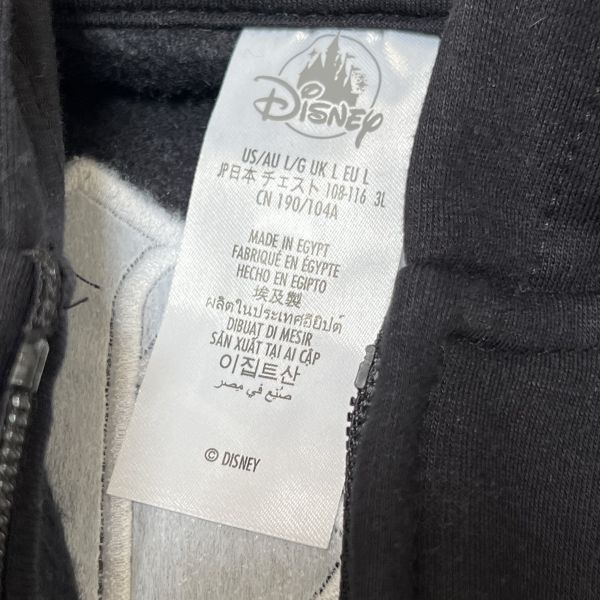 Disney
US/AU L/G UK L EU L
JP日本 チェスト 108-116 3L
CN 190/104A
MADE IN EGYPT
FABRIQUÉ EN ÉGYPTE
HECHO EN EGIPTO
埃及製
ผลิตในประเทศอียิปต์
DIBUAT DI MESIR
SẢN XUẤT TẠI AI CẬP
이집트산
صُنِع في مصر
© DISNEY